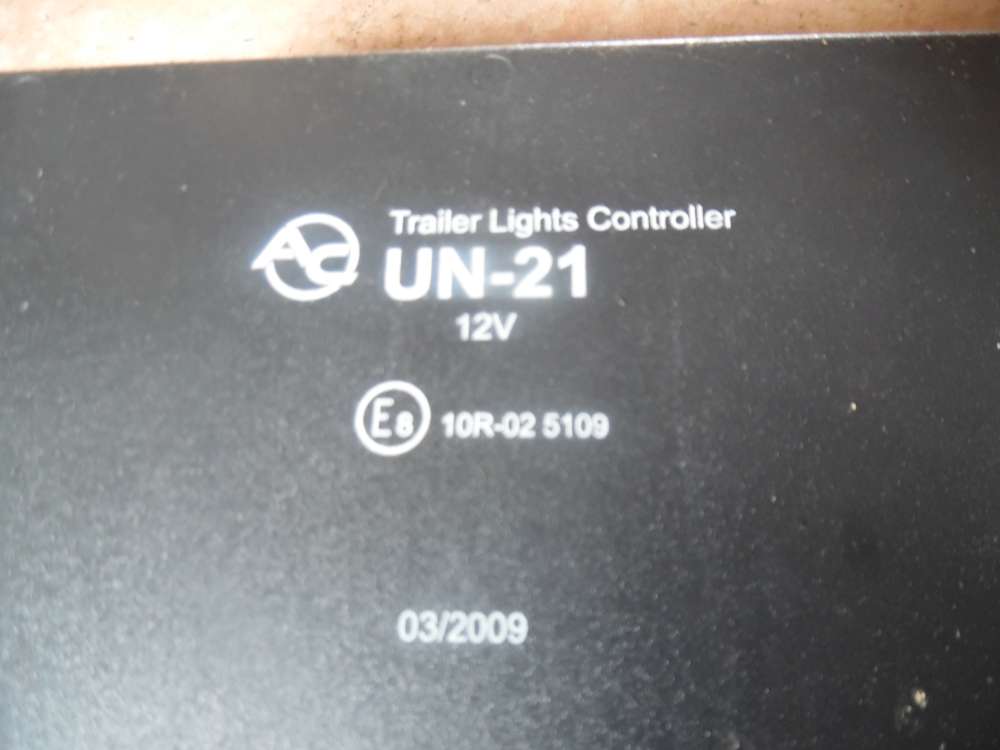 AC
Trailer Lights Controller
UN-21
12V
E8 10R-02 5109
03/2009